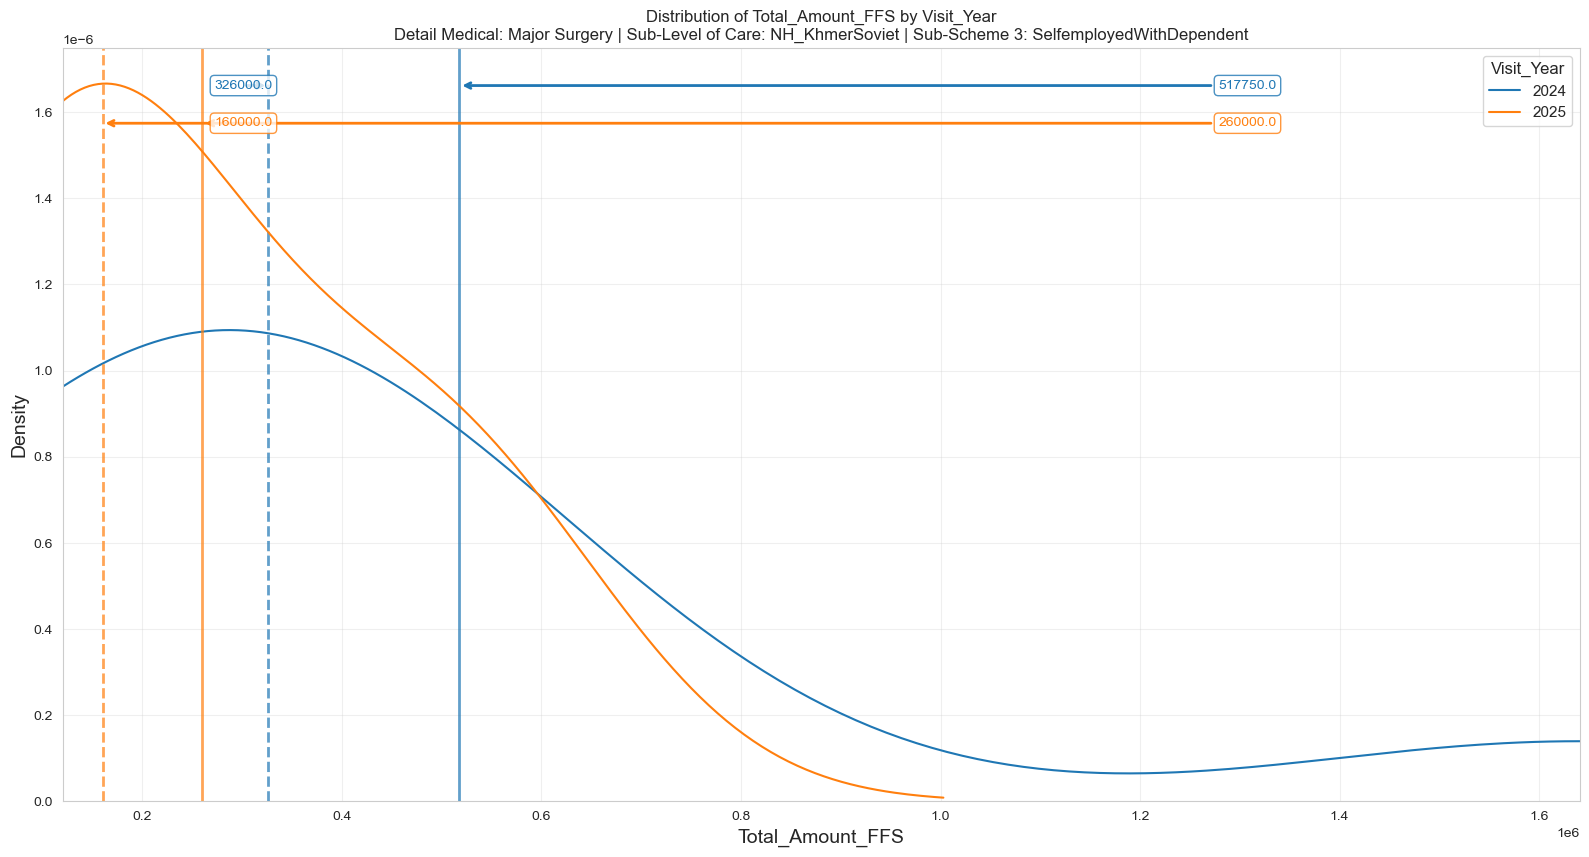 Distribution of Total_Amount_FFS by Visit_Year
Detail Medical: Major Surgery | Sub-Level of Care: NH_KhmerSoviet | Sub-Scheme 3: SelfemployedWithDependent
1e−6
326000.0
517750.0
160000.0
260000.0
Visit_Year
2024
2025
1.6
1.4
1.2
1.0
0.8
0.6
0.4
0.2
0.0
Density
0.2 0.4 0.6 0.8 1.0 1.2 1.4 1.6
1e6
Total_Amount_FFS